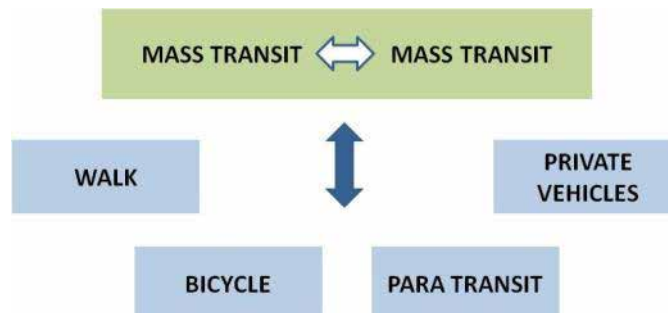 MASS TRANSIT MASS TRANSIT
WALK
PRIVATE
VEHICLES
BICYCLE
PARA TRANSIT